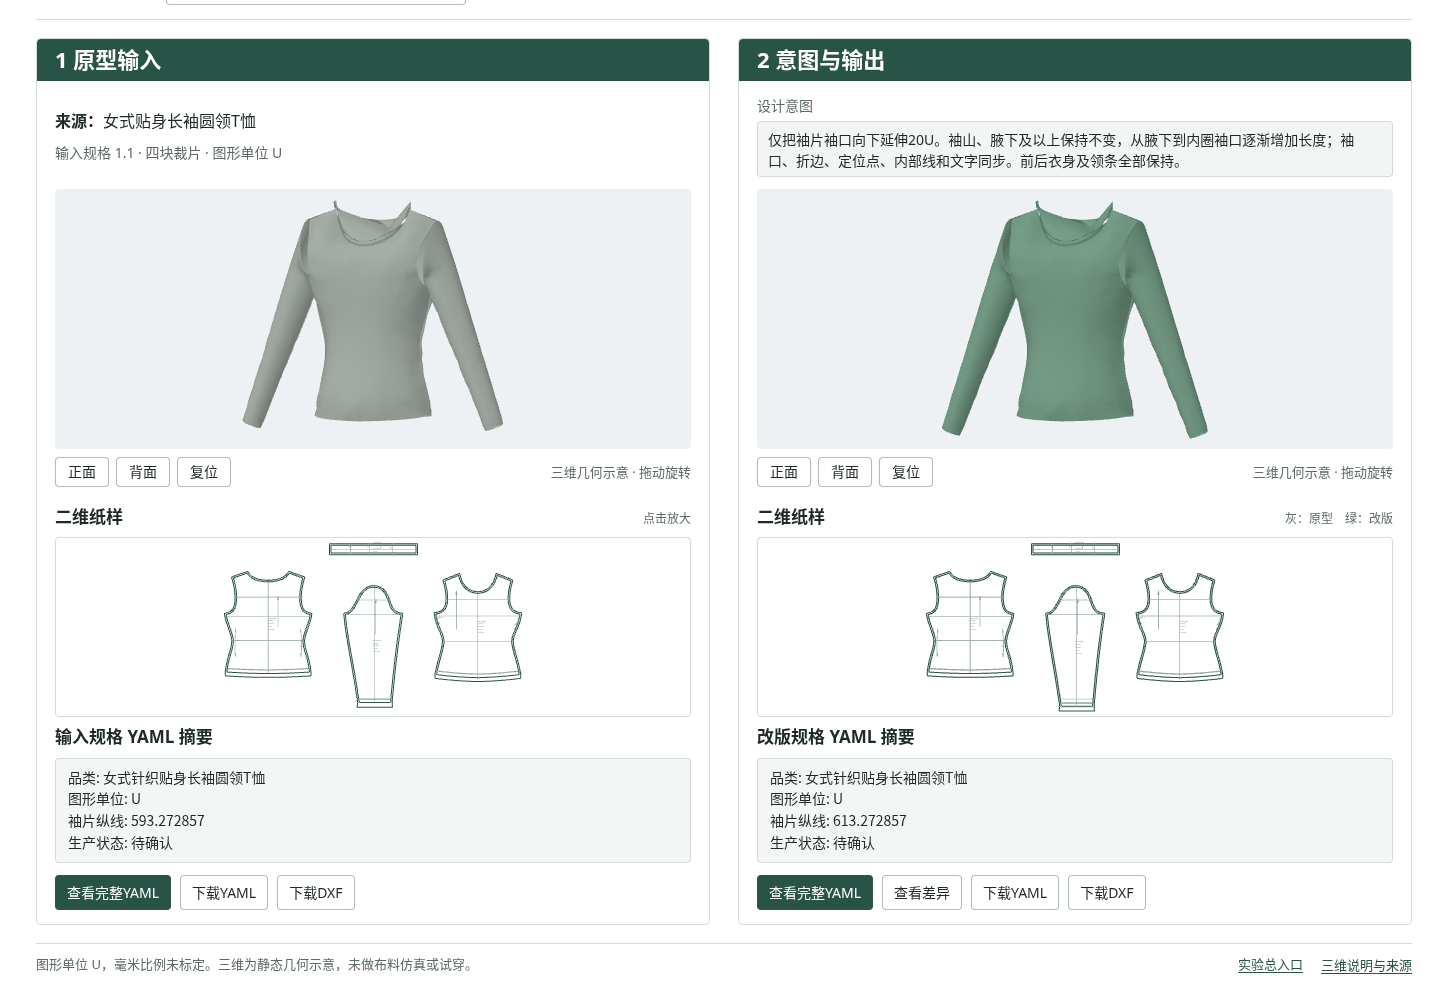 1 原型输入
来源：女式贴身长袖圆领T恤
输入规格 1.1 · 四块裁片 · 图形单位 U
正面
背面
复位
三维几何示意 · 拖动旋转
二维纸样
点击放大
输入规格 YAML 摘要
品类: 女式针织贴身长袖圆领T恤
图形单位: U
袖片纵线: 593.272857
生产状态: 待确认
查看完整YAML
下载YAML
下载DXF
2 意图与输出
设计意图
仅把袖片袖口向下延伸20U。袖山、腋下及以上保持不变，从腋下到内圈袖口逐渐增加长度；袖
口、折边、定位点、内部线和文字同步。前后衣身及领条全部保持。
正面
背面
复位
三维几何示意 · 拖动旋转
二维纸样
灰：原型 绿：改版
改版规格 YAML 摘要
品类: 女式针织贴身长袖圆领T恤
图形单位: U
袖片纵线: 613.272857
生产状态: 待确认
查看完整YAML
查看差异
下载YAML
下载DXF
图形单位 U，毫米比例未标定。三维为静态几何示意，未做布料仿真或试穿。
实验总入口
三维说明与来源